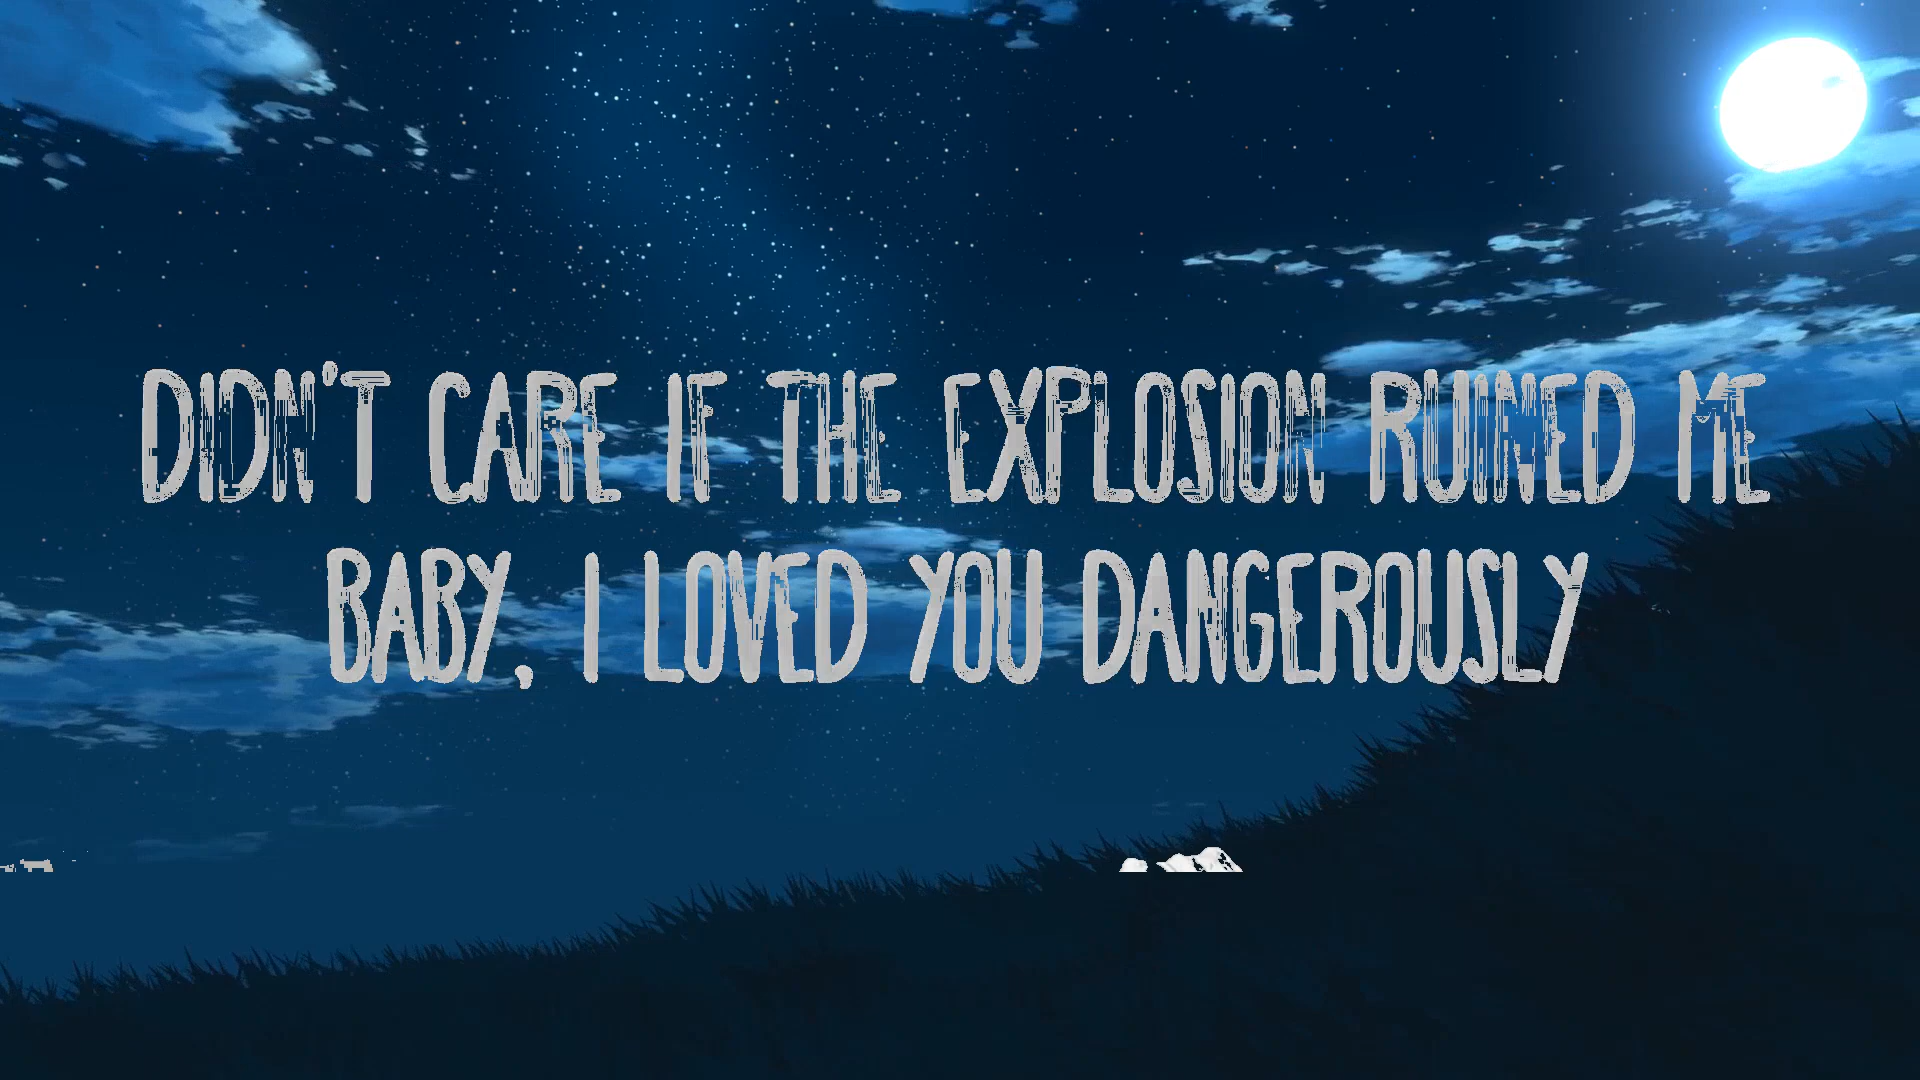 DIDN'T CARE IF THE EXPLOSION RUINED ME
BABY, I LOVED YOU DANGEROUSLY